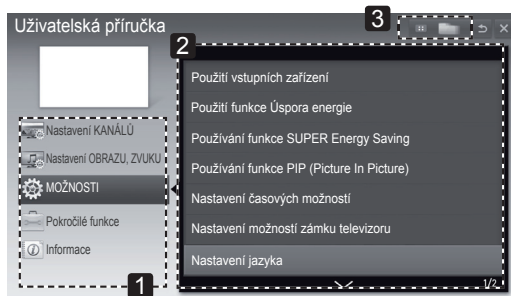 Uživatelská příručka
3
2
Použití vstupních zařízení
Použití funkce Úspora energie
Používání funkce SUPER Energy Saving
Používání funkce PIP (Picture In Picture)
Nastavení časových možností
Nastavení možností zámku televizoru
Nastavení jazyka
1/2
Nastavení KANÁLŮ
Nastavení OBRAZU, ZVUKU
MOŽNOSTI
Pokročilé funkce
Informace
1